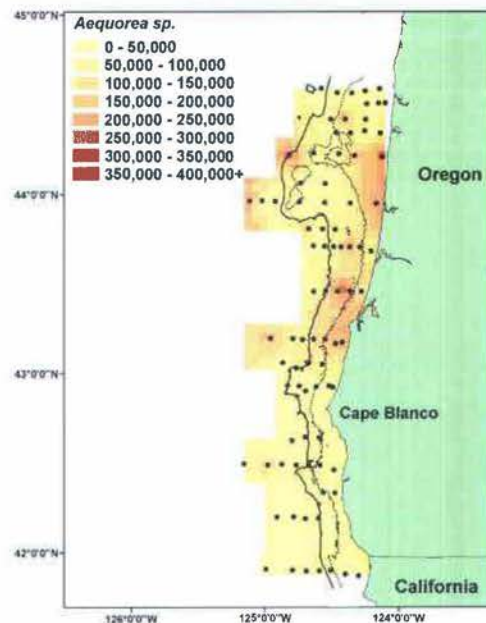 Aequorea sp.
0 - 50,000
50,000 - 100,000
100,000 - 150,000
150,000 - 200,000
200,000 - 250,000
250,000 - 300,000
300,000 - 350,000
350,000 - 400,000+
45°0'0"N
44°0'0"N
43°0'0"N
42°0'0"N
Oregon
Cape Blanco
California
126°0'0"W
125°0'0"W
124°0'0"W